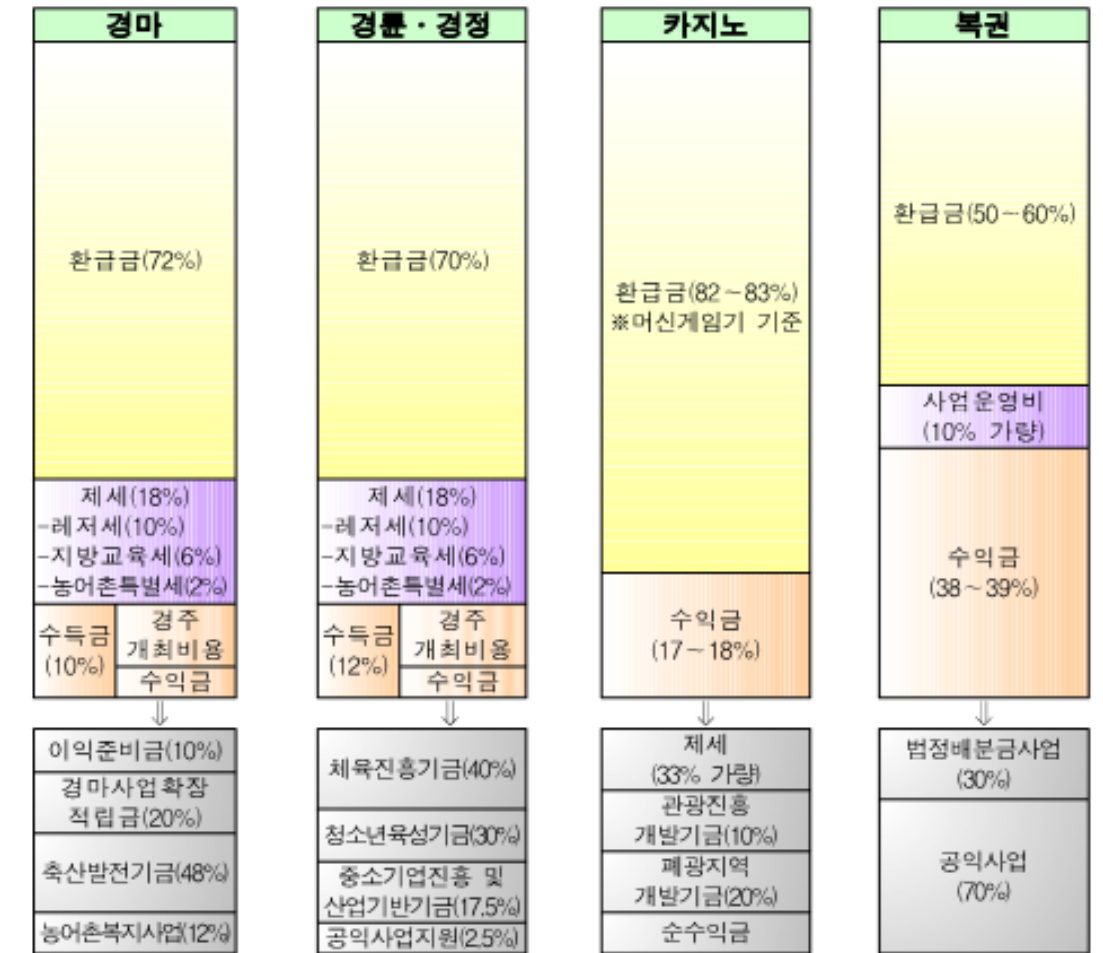 경마
환급금(72%)
제세(18%)
-레저세(10%)
-지방교육세(6%)
-농어촌특별세(2%)
수득금
(10%)
경주
개최비용
수익금
⇓
이익준비금(10%)
경마사업확장
적립금(20%)
축산발전기금(48%)
농어촌복지사업(12%)
경륜·경정
환급금(70%)
제세(18%)
-레저세(10%)
-지방교육세(6%)
-농어촌특별세(2%)
수득금
(12%)
경주
개최비용
수익금
⇓
체육진흥기금(40%)
청소년육성기금(30%)
중소기업진흥 및
산업기반기금(17.5%)
공익사업지원(2.5%)
카지노
환급금(82~83%)
※머신게임기 기준
수익금
(17~18%)
⇓
제세
(33% 가량)
관광진흥
개발기금(10%)
폐광지역
개발기금(20%)
순수익금
복권
환급금(50~60%)
사업운영비
(10% 가량)
수익금
(38~39%)
⇓
법정배분금사업
(30%)
공익사업
(70%)